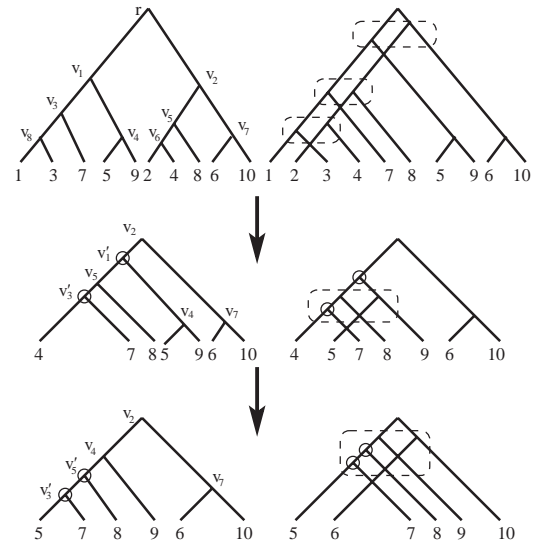 r
v1 v2
v3 v5
v8 v4 v6 v7
1 3 7 5 9 2 4 8 6 10 1 2 3 4 7 8 5 9 6 10
v2
v1′
v5
v3′
v4 v7
4 7 8 5 9 6 10 4 5 7 8 9 6 10
v2
v4
v5′
v3′ v7
5 7 8 9 6 10 5 6 7 8 9 10